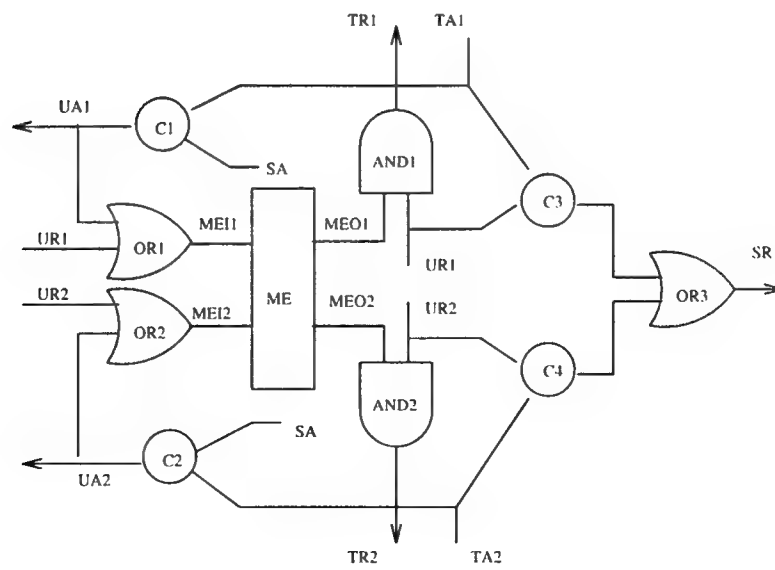 TR1 TA1
UA1
C1
AND1
SA
C3
MEI1 MEO1
UR1 OR1 SR
UR1
ME OR3
UR2 UR2
MEI2 MEO2
OR2
C4
AND2
SA
C2
UA2
TR2 TA2